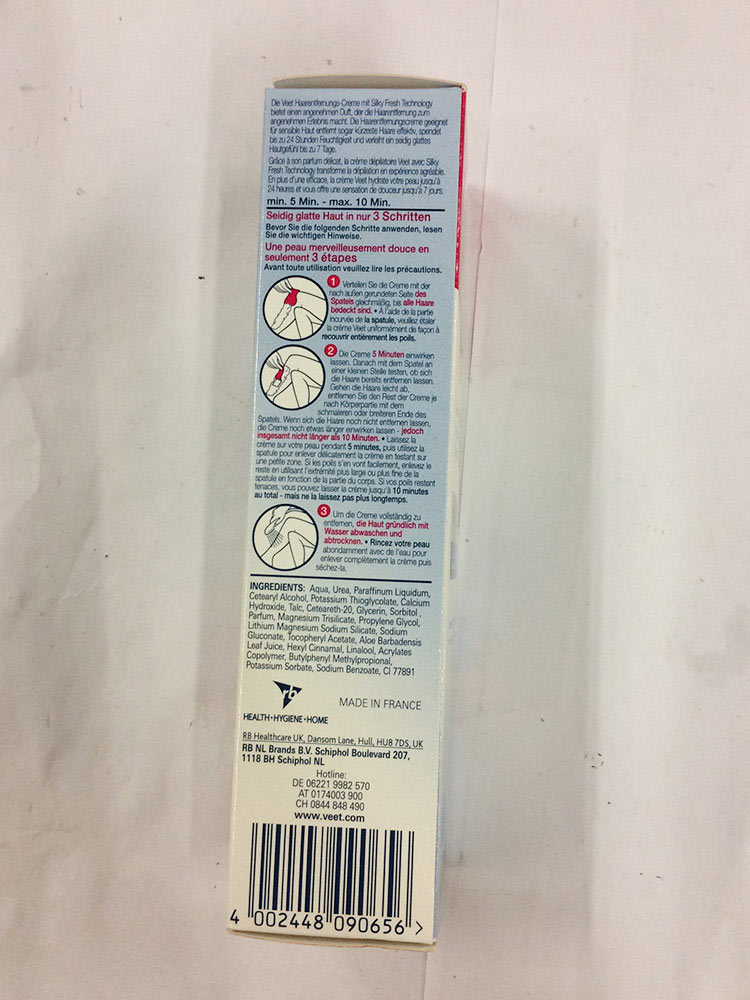 Die Veet Haarentfernungs-Creme mit Silky Fresh Technology
bietet einen angenehmen Duft, der die Haarentfernung zum
angenehmen Erlebnis macht. Die Haarentfernungscreme geeignet
für sensible Haut entfernt sogar kürzeste Haare effektiv, spendet
bis zu 24 Stunden Feuchtigkeit und verleiht ein seidig glattes
Hautgefühl bis zu 7 Tage.
Grâce à son parfum délicat, la crème dépilatoire Veet avec Silky
Fresh Technology transforme la dépilation en expérience agréable.
En plus d'une efficace, la crème Veet hydrate votre peau jusqu'à
24 heures et vous offre une sensation de douceur jusqu'à 7 jours.
min. 5 Min. - max. 10 Min.
Seidig glatte Haut in nur 3 Schritten
Bevor Sie die folgenden Schritte anwenden, lesen
Sie die wichtigen Hinweise.
Une peau merveilleusement douce en
seulement 3 étapes
Avant toute utilisation veuillez lire les précautions.
1 Verteilen Sie die Creme mit der
nach außen gerundeten Seite des
Spatels gleichmäßig, bis alle Haare
bedeckt sind. • A l'aide de la partie
incurvée de la spatule, veuillez étaler
la crème Veet uniformément de façon à
recouvrir entièrement les poils.
2 Die Creme 5 Minuten einwirken
lassen. Danach mit dem Spatel an
einer kleinen Stelle testen, ob sich
die Haare bereits entfernen lassen.
Gehen die Haare leicht ab,
entfernen Sie den Rest der Creme je
nach Körperpartie mit dem
schmaleren oder breiteren Ende des
Spatels. Wenn sich die Haare noch nicht entfernen lassen,
die Creme noch etwas länger einwirken lassen - jedoch
insgesamt nicht länger als 10 Minuten. • Laissez la
crème sur votre peau pendant 5 minutes, puis utilisez la
spatule pour enlever délicatement la crème en testant sur
une petite zone. Si les poils s'en vont facilement, enlevez le
reste en utilisant l'extrémité plus large ou plus fine de la
spatule en fonction de la partie du corps. Si vos poils restent
tenaces, vous pouvez laisser la crème jusqu'à 10 minutes
au total - mais ne la laissez pas plus longtemps.
3 Um die Creme vollständig zu
entfernen, die Haut gründlich mit
Wasser abwaschen und
abtrocknen. • Rincez votre peau
abondamment avec de l'eau pour
enlever complètement la crème puis
séchez-la.
INGREDIENTS: Aqua, Urea, Paraffinum Liquidum,
Cetearyl Alcohol, Potassium Thioglycolate, Calcium
Hydroxide, Talc, Ceteareth-20, Glycerin, Sorbitol,
Parfum, Magnesium Trisilicate, Propylene Glycol,
Lithium Magnesium Sodium Silicate, Sodium
Gluconate, Tocopheryl Acetate, Aloe Barbadensis
Leaf Juice, Hexyl Cinnamal, Linalool, Acrylates
Copolymer, Butylphenyl Methylpropional,
Potassium Sorbate, Sodium Benzoate, CI 77891
rb
MADE IN FRANCE
HEALTH • HYGIENE • HOME
RB Healthcare UK, Dansom Lane, Hull, HU8 7DS, UK
RB NL Brands B.V. Schiphol Boulevard 207,
1118 BH Schiphol NL
Hotline:
DE 06221 9982 570
AT 0174003 900
CH 0844 848 490
www.veet.com
4 002448 090656 >